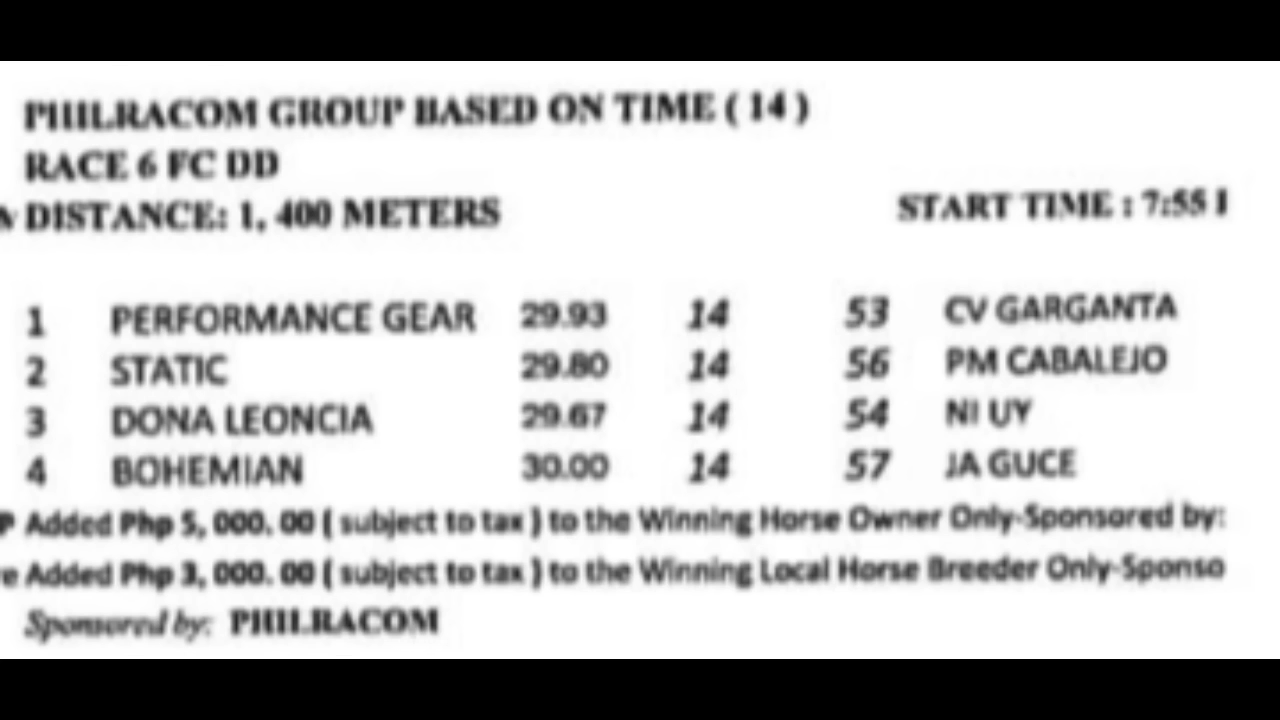 PHILRACOM GROUP BASED ON TIME ( 14 )
RACE 6 FC DD
DISTANCE: 1, 400 METERS START TIME : 7:55
1 PERFORMANCE GEAR 29.93 14 53 CV GARGANTA
2 STATIC 29.80 14 56 PM CABALEJO
3 DONA LEONCIA 29.67 14 54 NI UY
4 BOHEMIAN 30.00 14 57 JA GUCE
P Added Php 5, 000. 00 ( subject to tax ) to the Winning Horse Owner Only-Sponsored by:
Added Php 3, 000. 00 ( subject to tax ) to the Winning Local Horse Breeder Only-Sponso
Sponsored by: PHILRACOM